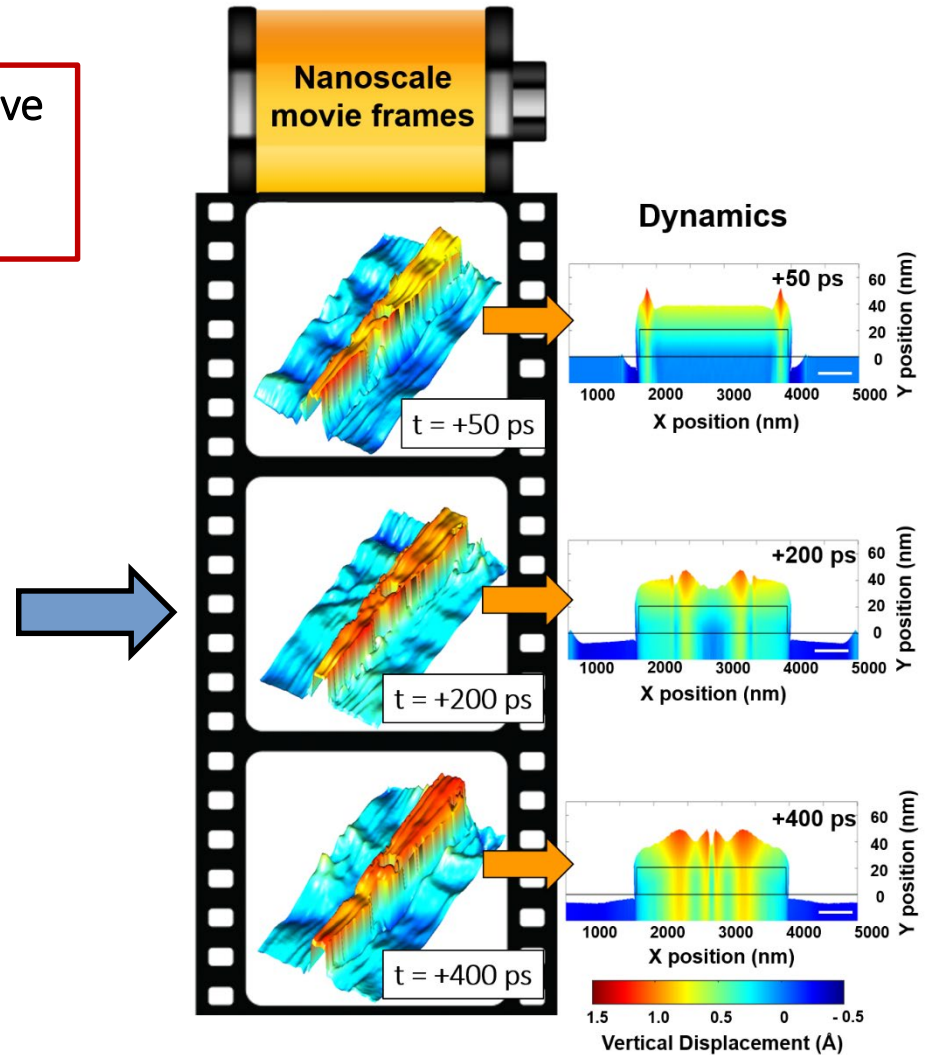 ve
Nanoscale
movie frames
Dynamics
t = +50 ps
+50 ps
60
40
20
0
Y position (nm)
1000 2000 3000 4000 5000
X position (nm)
t = +200 ps
+200 ps
60
40
20
0
Y position (nm)
1000 2000 3000 4000 5000
X position (nm)
t = +400 ps
+400 ps
60
40
20
0
Y position (nm)
1000 2000 3000 4000 5000
X position (nm)
1.5 1.0 0.5 0 - 0.5
Vertical Displacement (Å)